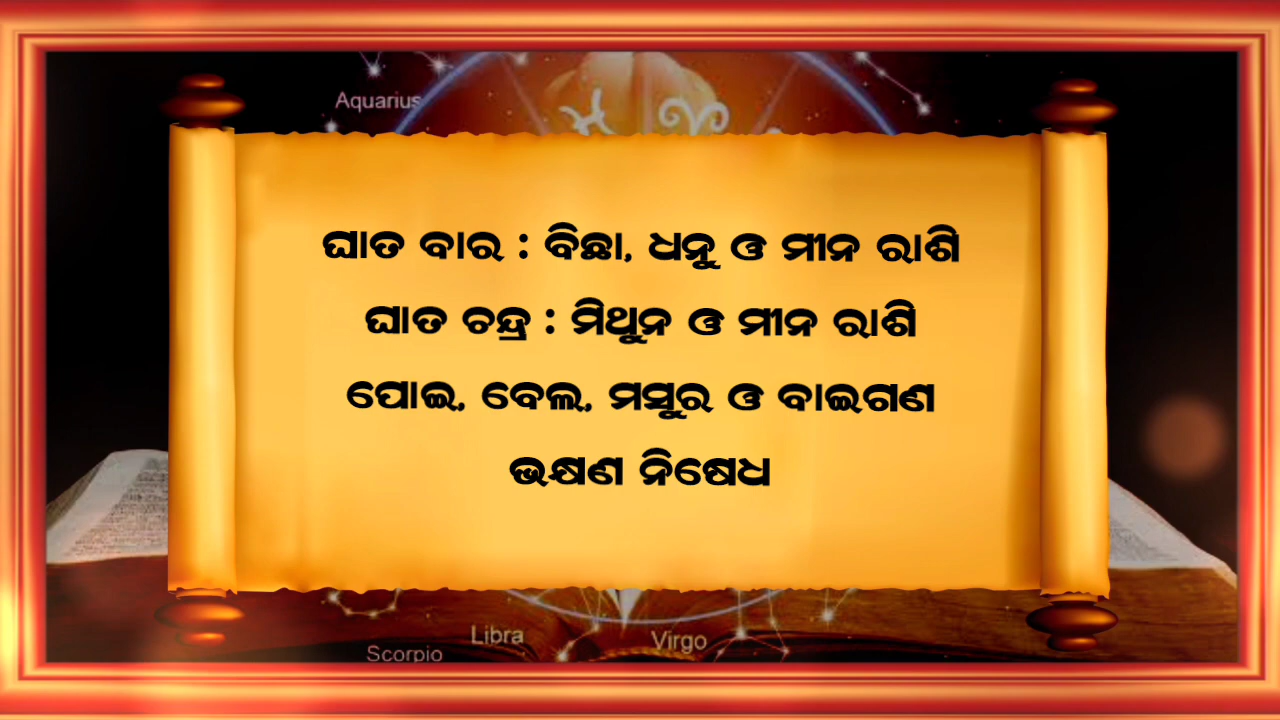 Aquarius
ଘାତ ବାର : ବିଛା, ଧନୁ ଓ ମୀନ ରାଶି
ଘାତ ଚନ୍ଦ୍ର : ମିଥୁନ ଓ ମୀନ ରାଶି
ପୋଇ, ବେଲ, ମସୁର ଓ ବାଇଗଣ
ଭକ୍ଷଣ ନିଷେଧ
Libra
Virgo
Scorpio